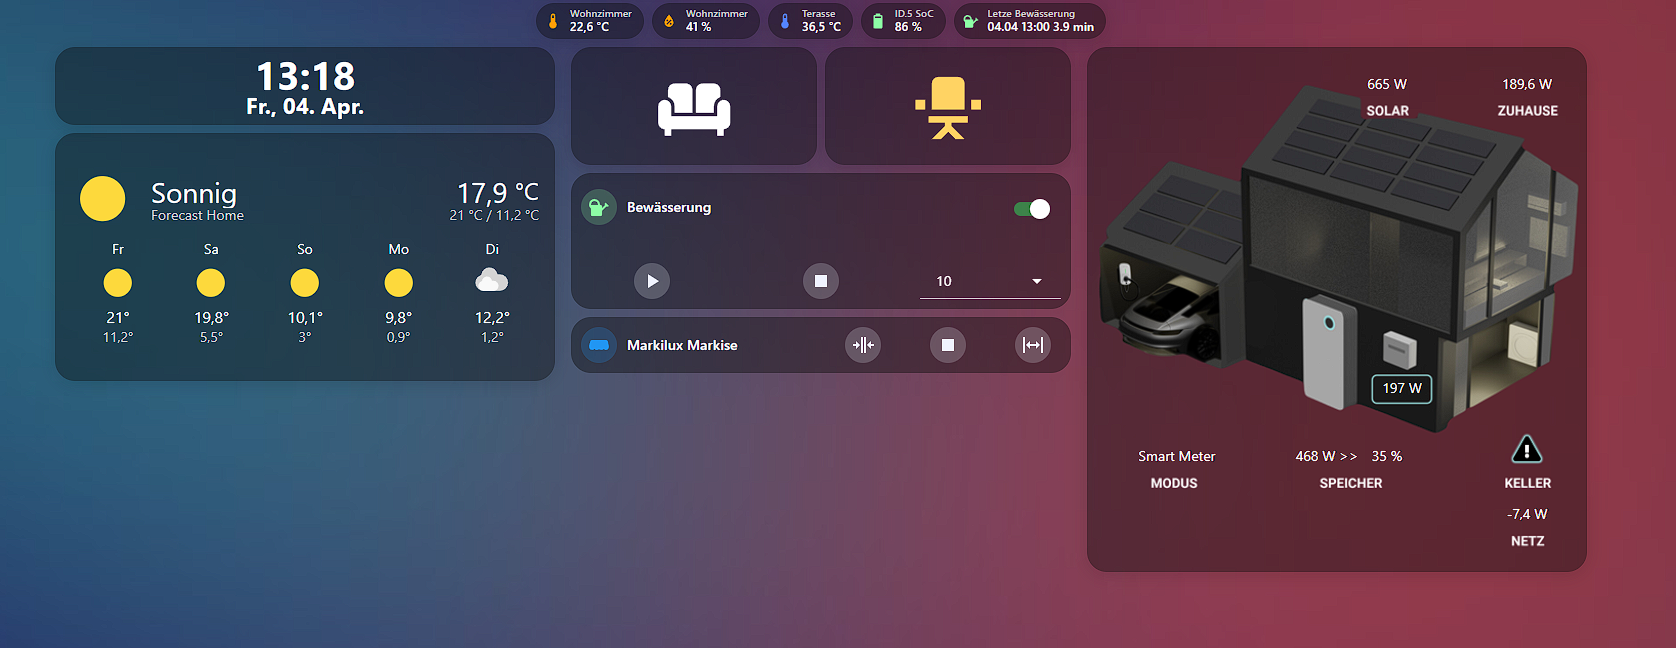 Wohnzimmer
22,6 °C
Wohnzimmer
41 %
Terasse
36,5 °C
ID.5 SoC
86 %
Letze Bewässerung
04.04 13:00 3.9 min
13:18
Fr., 04. Apr.
Sonnig
Forecast Home
17,9 °C
21 °C / 11,2 °C
Fr
Sa
So
Mo
Di
21°
19,8°
10,1°
9,8°
12,2°
11,2°
5,5°
3°
0,9°
1,2°
Bewässerung
10
Markilux Markise
665 W
SOLAR
189,6 W
ZUHAUSE
197 W
Smart Meter
MODUS
468 W >> 35 %
SPEICHER
KELLER
-7,4 W
NETZ